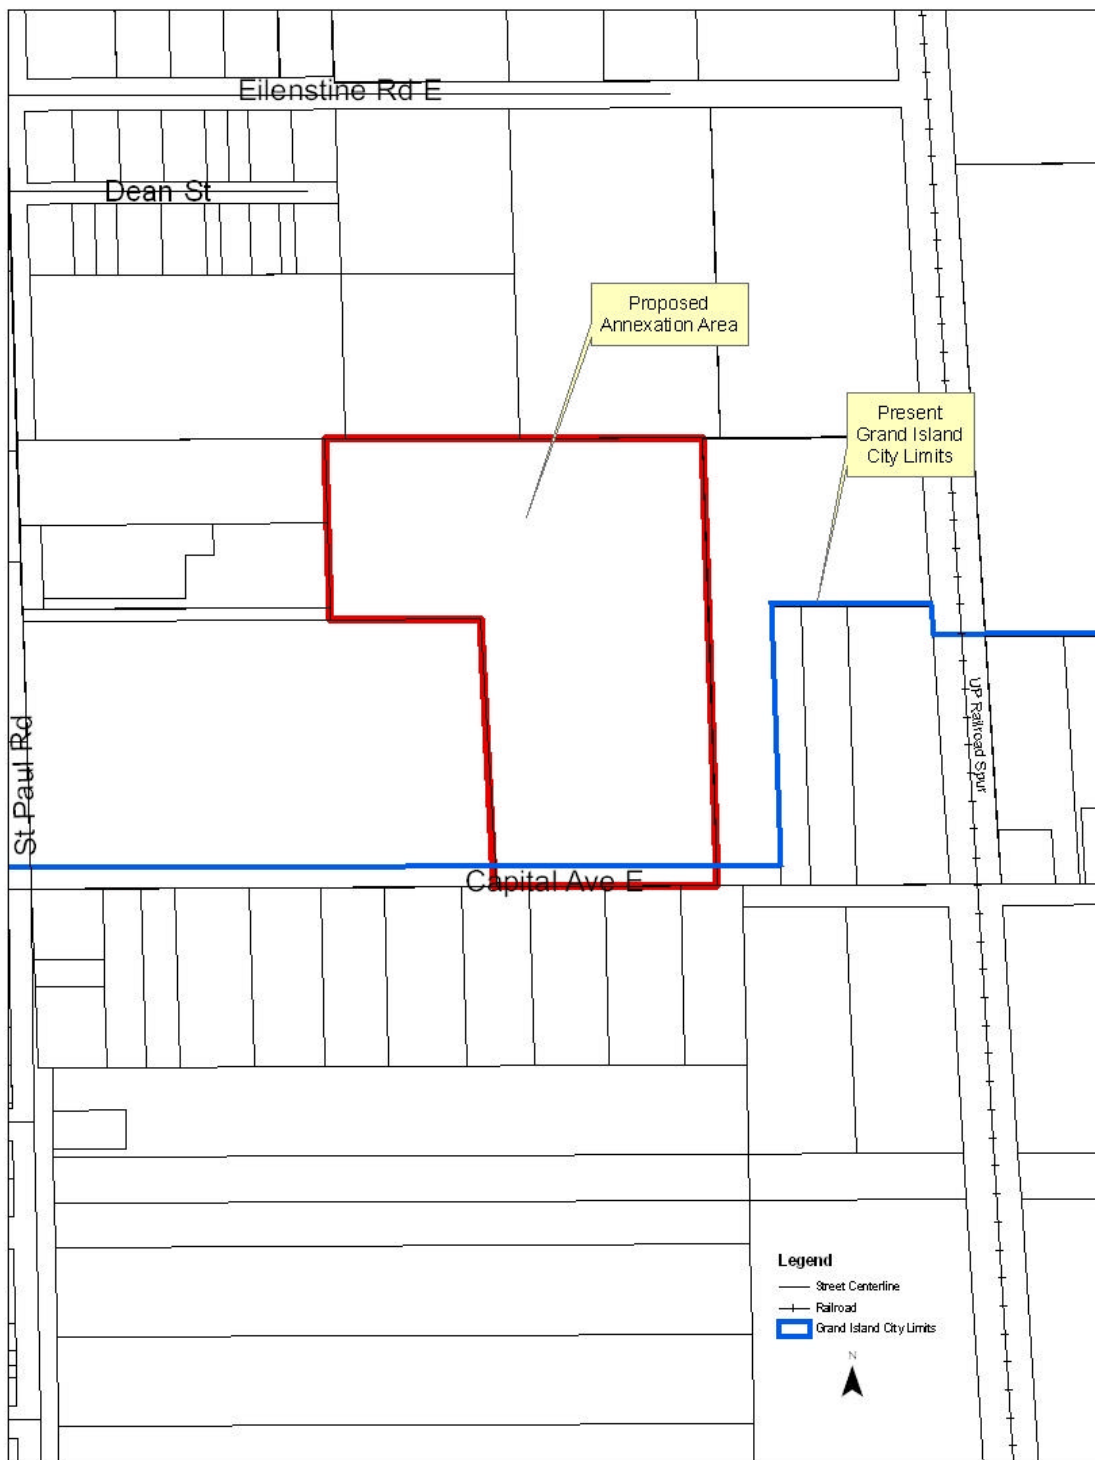 Eilenstine Rd E
Dean St
Proposed
Annexation Area
Present
Grand Island
City Limits
UP Railroad Spur
St Paul Rd
Capital Ave E
Legend
Street Centerline
Railroad
Grand Island City Limits
N